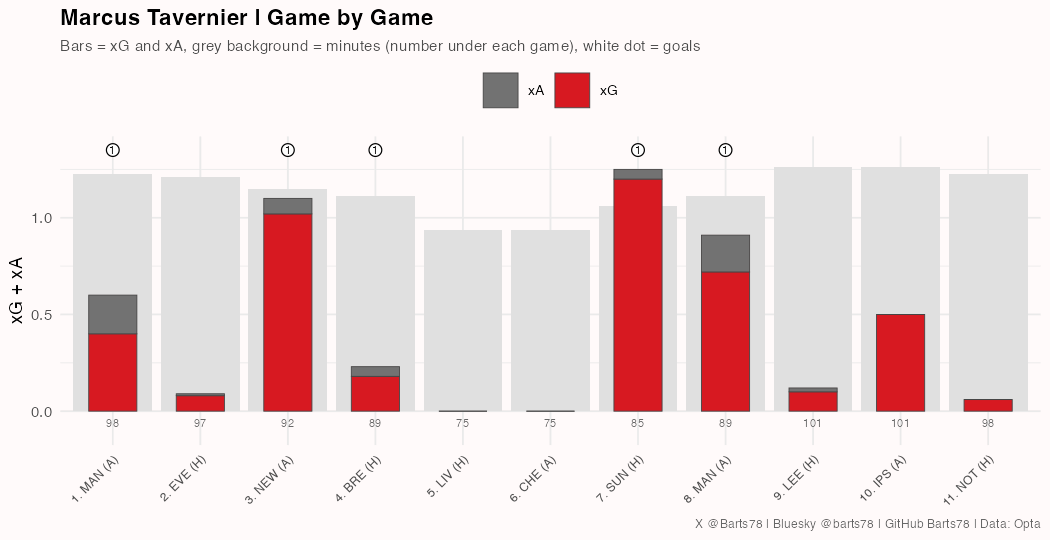 Marcus Tavernier | Game by Game
Bars = xG and xA, grey background = minutes (number under each game), white dot = goals
xA xG
1 1 1 1 1
xG + xA
1.0
0.5
0.0
98 97 92 89 75 75 85 89 101 101 98
1. MAN (A) 2. EVE (H) 3. NEW (A) 4. BRE (H) 5. LIV (H) 6. CHE (A) 7. SUN (H) 8. MAN (A) 9. LEE (H) 10. IPS (A) 11. NOT (H)
X @Barts78 | Bluesky @barts78 | GitHub Barts78 | Data: Opta